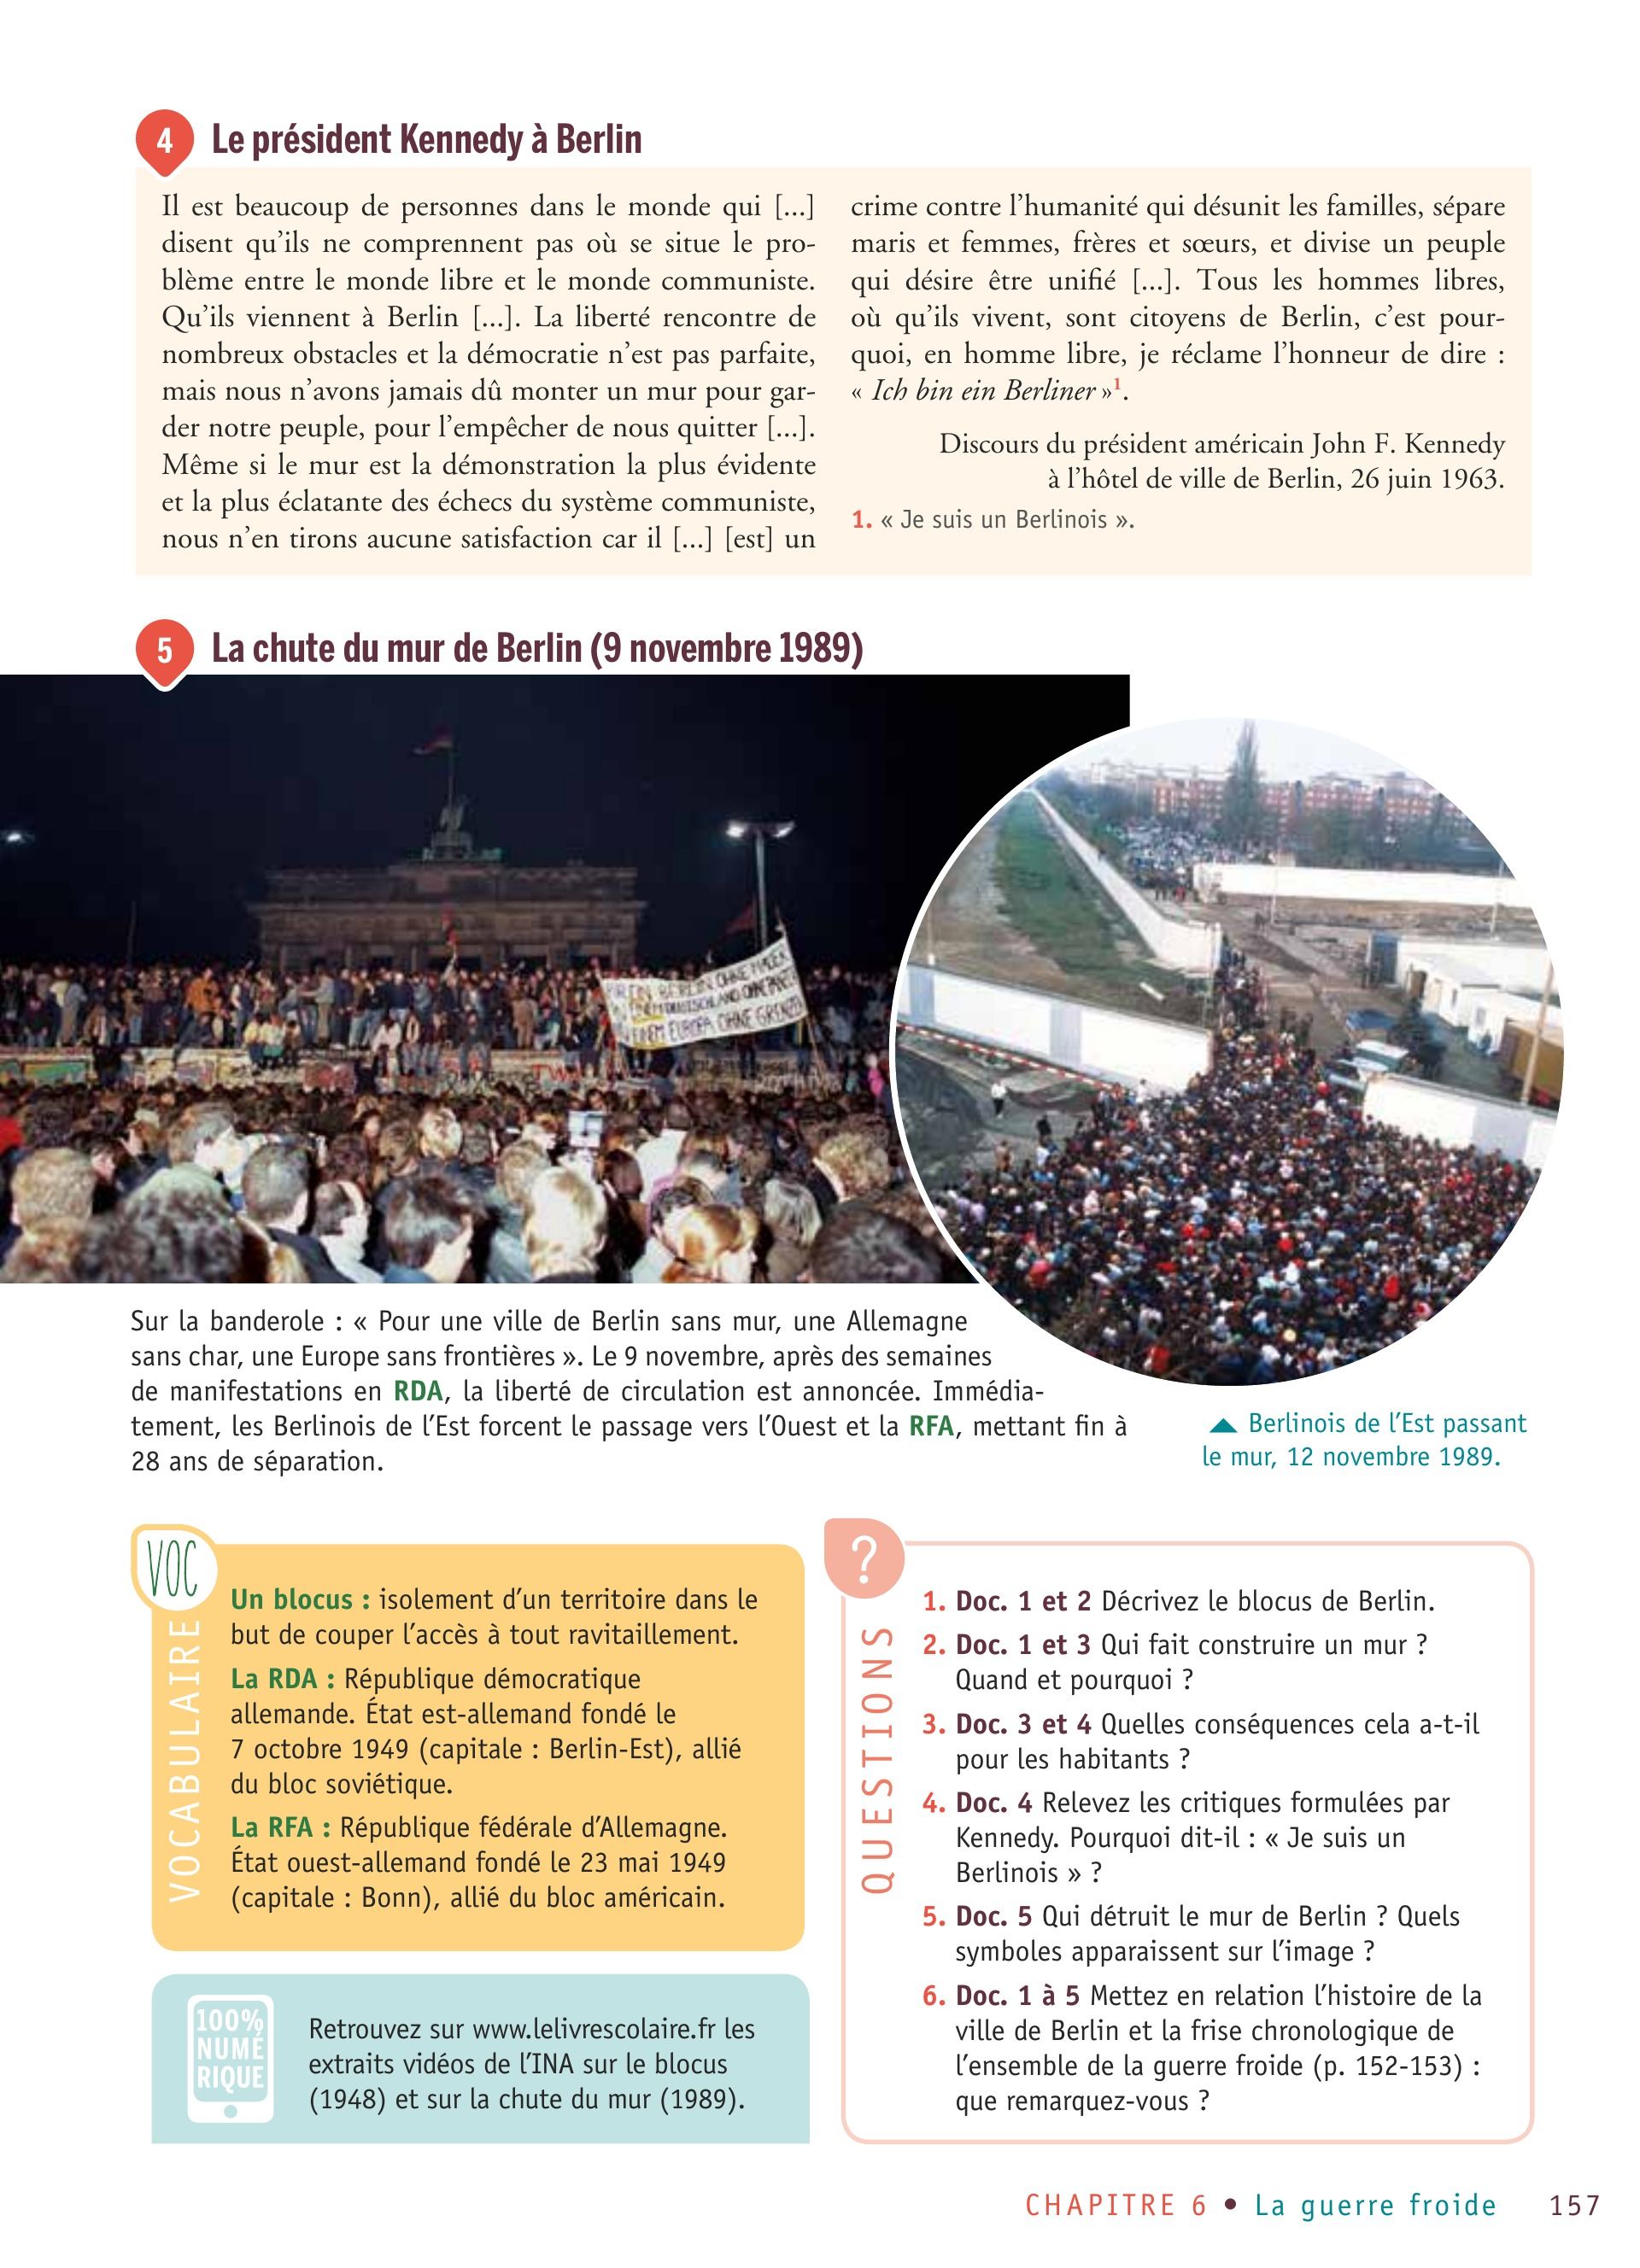 4
Le président Kennedy à Berlin
Il est beaucoup de personnes dans le monde qui [...]
disent qu'ils ne comprennent pas où se situe le pro-
blème entre le monde libre et le monde communiste.
Qu'ils viennent à Berlin [...]. La liberté rencontre de
nombreux obstacles et la démocratie n'est pas parfaite,
mais nous n'avons jamais dû monter un mur pour gar-
der notre peuple, pour l'empêcher de nous quitter [...].
Même si le mur est la démonstration la plus évidente
et la plus éclatante des échecs du système communiste,
nous n'en tirons aucune satisfaction car il [...] [est] un
crime contre l'humanité qui désunit les familles, sépare
maris et femmes, frères et sœurs, et divise un peuple
qui désire être unifié [...]. Tous les hommes libres,
où qu'ils vivent, sont citoyens de Berlin, c'est pour-
quoi, en homme libre, je réclame l'honneur de dire :
« Ich bin ein Berliner »1.
Discours du président américain John F. Kennedy
à l'hôtel de ville de Berlin, 26 juin 1963.
1. « Je suis un Berlinois ».
5
La chute du mur de Berlin (9 novembre 1989)
BERLIN OHNE
DEUTSCHLAND OHNE
EUROPA OHNE GRENZEN
Sur la banderole : « Pour une ville de Berlin sans mur, une Allemagne
sans char, une Europe sans frontières ». Le 9 novembre, après des semaines
de manifestations en RDA, la liberté de circulation est annoncée. Immédia-
tement, les Berlinois de l'Est forcent le passage vers l'Ouest et la RFA, mettant fin à
28 ans de séparation.
Berlinois de l'Est passant
le mur, 12 novembre 1989.
VOC
VOCABULAIRE
Un blocus : isolement d'un territoire dans le
but de couper l'accès à tout ravitaillement.
La RDA : République démocratique
allemande. État est-allemand fondé le
7 octobre 1949 (capitale : Berlin-Est), allié
du bloc soviétique.
La RFA : République fédérale d'Allemagne.
État ouest-allemand fondé le 23 mai 1949
(capitale : Bonn), allié du bloc américain.
100%
NUMÉ
RIQUE
Retrouvez sur www.lelivrescolaire.fr les
extraits vidéos de l'INA sur le blocus
(1948) et sur la chute du mur (1989).
?
QUESTIONS
1. Doc. 1 et 2 Décrivez le blocus de Berlin.
2. Doc. 1 et 3 Qui fait construire un mur ?
Quand et pourquoi ?
3. Doc. 3 et 4 Quelles conséquences cela a-t-il
pour les habitants ?
4. Doc. 4 Relevez les critiques formulées par
Kennedy. Pourquoi dit-il : « Je suis un
Berlinois » ?
5. Doc. 5 Qui détruit le mur de Berlin ? Quels
symboles apparaissent sur l'image ?
6. Doc. 1 à 5 Mettez en relation l'histoire de la
ville de Berlin et la frise chronologique de
l'ensemble de la guerre froide (p. 152-153) :
que remarquez-vous ?
CHAPITRE 6 • La guerre froide 157